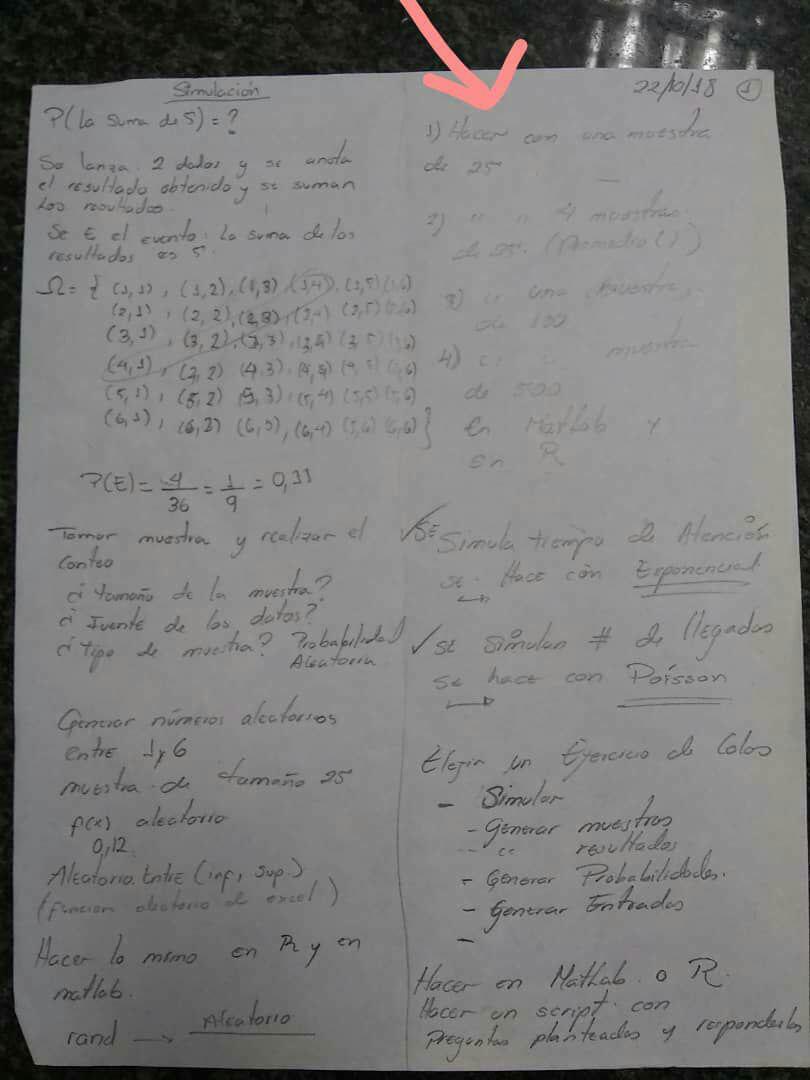 Simulación
P(La suma de 5) = ?
Se lanza 2 dados y se anota
el resultado obtenido y se suman
los resultados.
Se E el evento: La suma de los
resultados es 5.
Ω = { (1,1), (1,2), (1,3), (1,4), (1,5) (1,6)
(2,1), (2,2), (2,3), (2,4) (2,5) (2,6)
(3,1), (3,2), (3,3), (3,4) (3,5) (3,6)
(4,1), (2,2) (4,3) (4,4) (4,5) (4,6)
(5,1), (5,2) (5,3), (5,4) (5,5) (5,6)
(6,1), (6,2) (6,3), (6,4) (5,6) (6,6) }
P(E) = 4/36 = 1/9 = 0,11
Tomar muestra y realizar el
conteo
¿ tamaño de la muestra?
¿ Fuente de los datos?
¿ Tipo de muestra? Probabilidad
Aleatoria
Generar números aleatorios
entre 1 y 6
muestra de tamaño 25
f(x) aleatorio
0,12
Aleatorio.Entre (inf, sup.)
(función aleatorio de excel)
Hacer lo mismo en R y en
matlab.
rand → Aleatorio
22/10/18 1
1) Hacer con una muestra
de 25
2) " " 4 muestras
de 25. (Promedio ())
3) " una muestra
de 100
4) " " muestra
de 500
en Matlab y
en R
✓ SE Simula tiempo de Atención
se Hace con Exponencial
✓ SE Simulan # de llegadas
se hace con Poisson
Elegir un Ejercicio de Colas
- Simular
- Generar muestras
-- " resultados
- Generar Probabilidades.
- Generar Entradas
-
Hacer en Mathlab o R.
Hacer un script con
Preguntas planteadas y responderlas